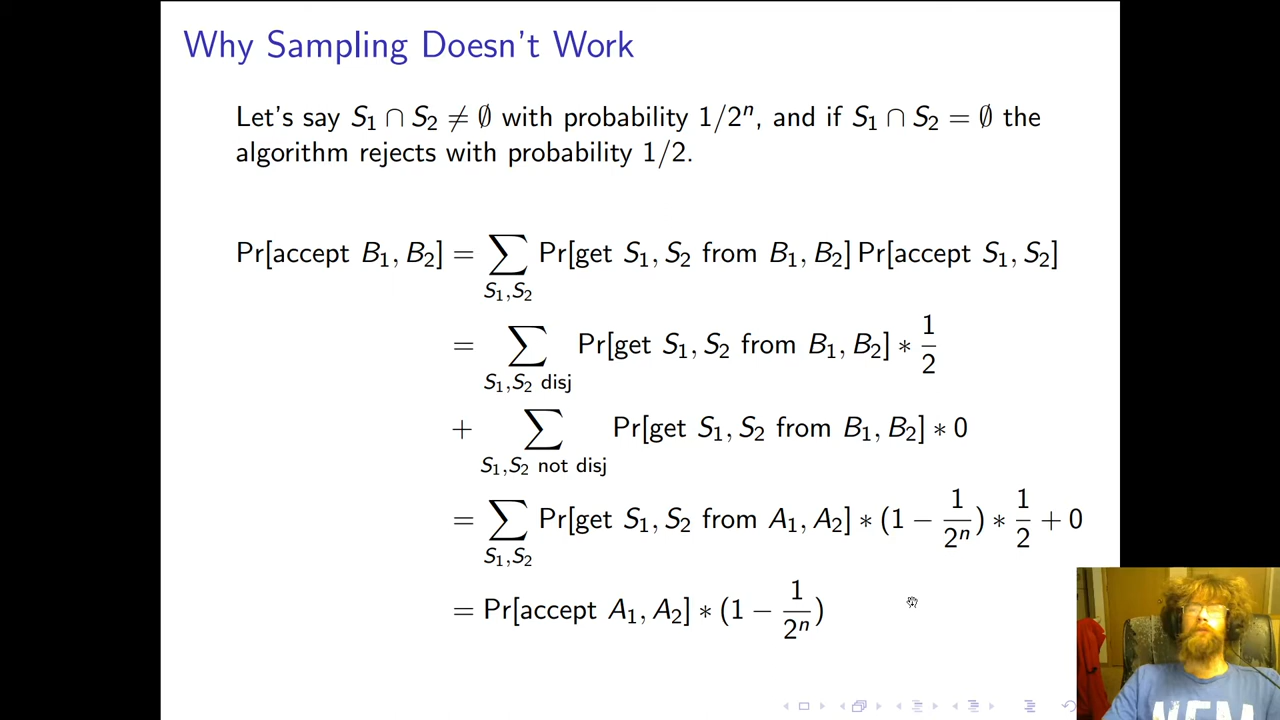 Why Sampling Doesn't Work
Let's say S₁ ∩ S₂ ≠ ∅ with probability 1/2ⁿ, and if S₁ ∩ S₂ = ∅ the
algorithm rejects with probability 1/2.
Pr[accept B₁, B₂] = ∑_{S₁,S₂} Pr[get S₁, S₂ from B₁, B₂] Pr[accept S₁, S₂]
= ∑_{S₁,S₂ disj} Pr[get S₁, S₂ from B₁, B₂] ∗ 1/2
+ ∑_{S₁,S₂ not disj} Pr[get S₁, S₂ from B₁, B₂] ∗ 0
= ∑_{S₁,S₂} Pr[get S₁, S₂ from A₁, A₂] ∗ (1 − 1/2ⁿ) ∗ 1/2 + 0
= Pr[accept A₁, A₂] ∗ (1 − 1/2ⁿ)